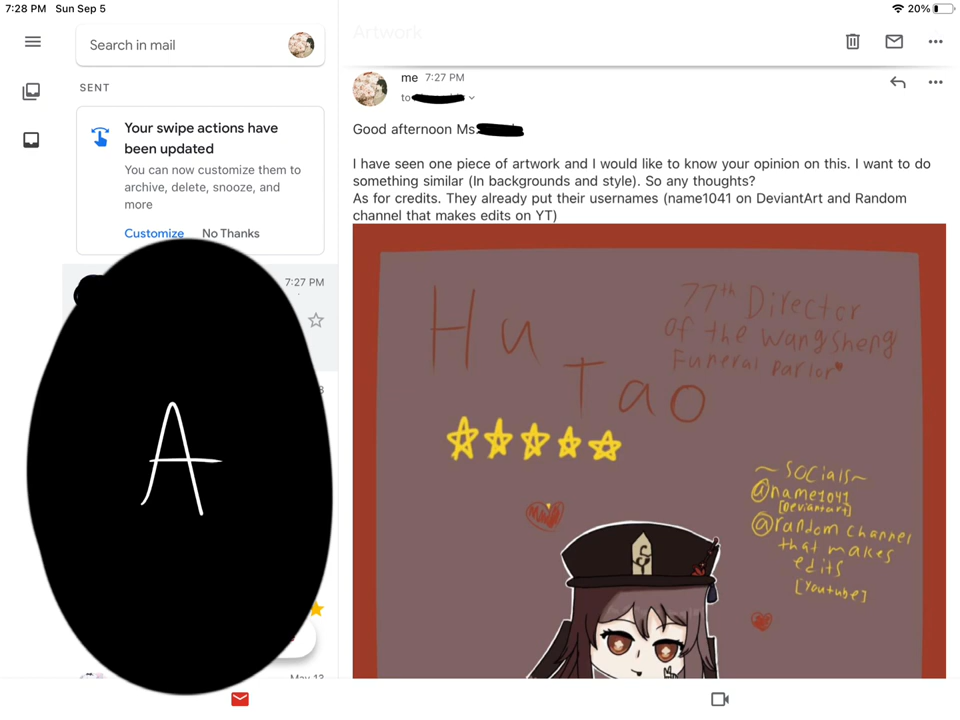 7:28 PM Sun Sep 5
20%
Search in mail
SENT
Your swipe actions have
been updated
You can now customize them to
archive, delete, snooze, and
more
Customize No Thanks
7:27 PM
A
May 13
Artwork
me 7:27 PM
to
Good afternoon Ms.
I have seen one piece of artwork and I would like to know your opinion on this. I want to do
something similar (In backgrounds and style). So any thoughts?
As for credits. They already put their usernames (name1041 on DeviantArt and Random
channel that makes edits on YT)
Hu
Tao
77th Director
of the Wangsheng
Funeral Parlor
~ Socials ~
@name1041
[Deviantart]
@random channel
that makes
edits
[Youtube]